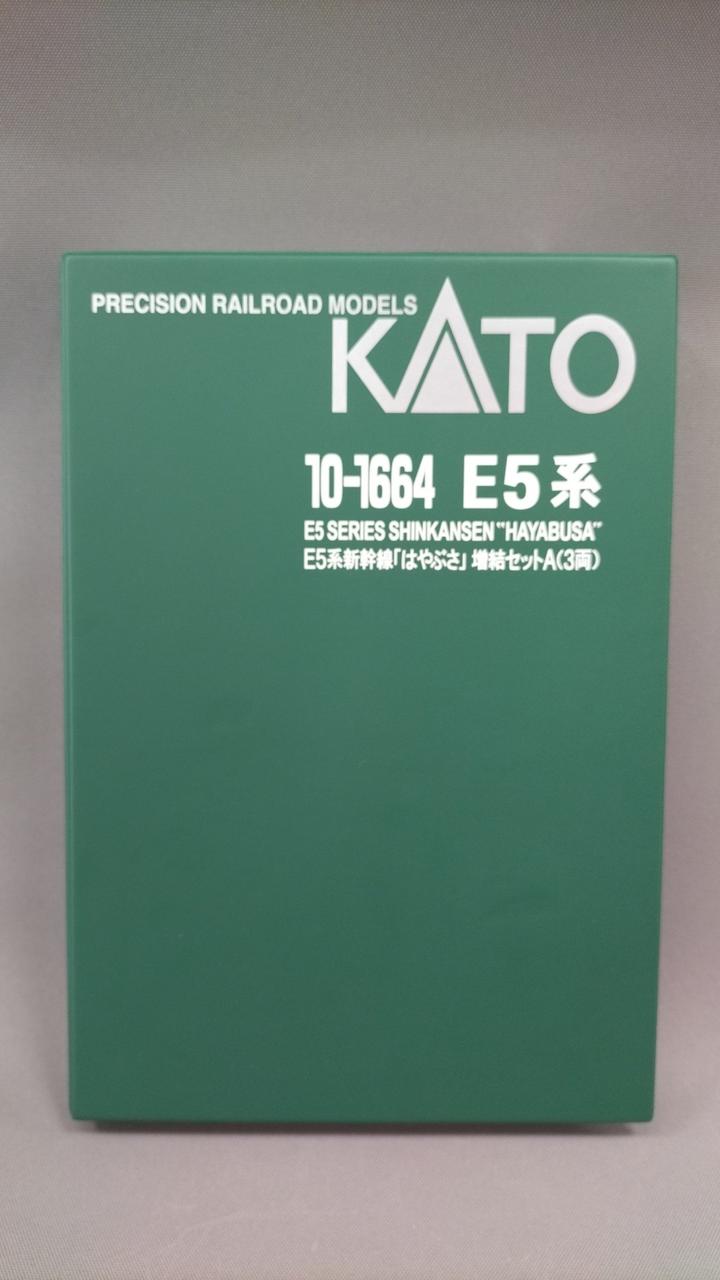 PRECISION RAILROAD MODELS
KATO
10-1664 E5系
E5 SERIES SHINKANSEN "HAYABUSA"
E5系新幹線「はやぶさ」 増結セットA(3両)